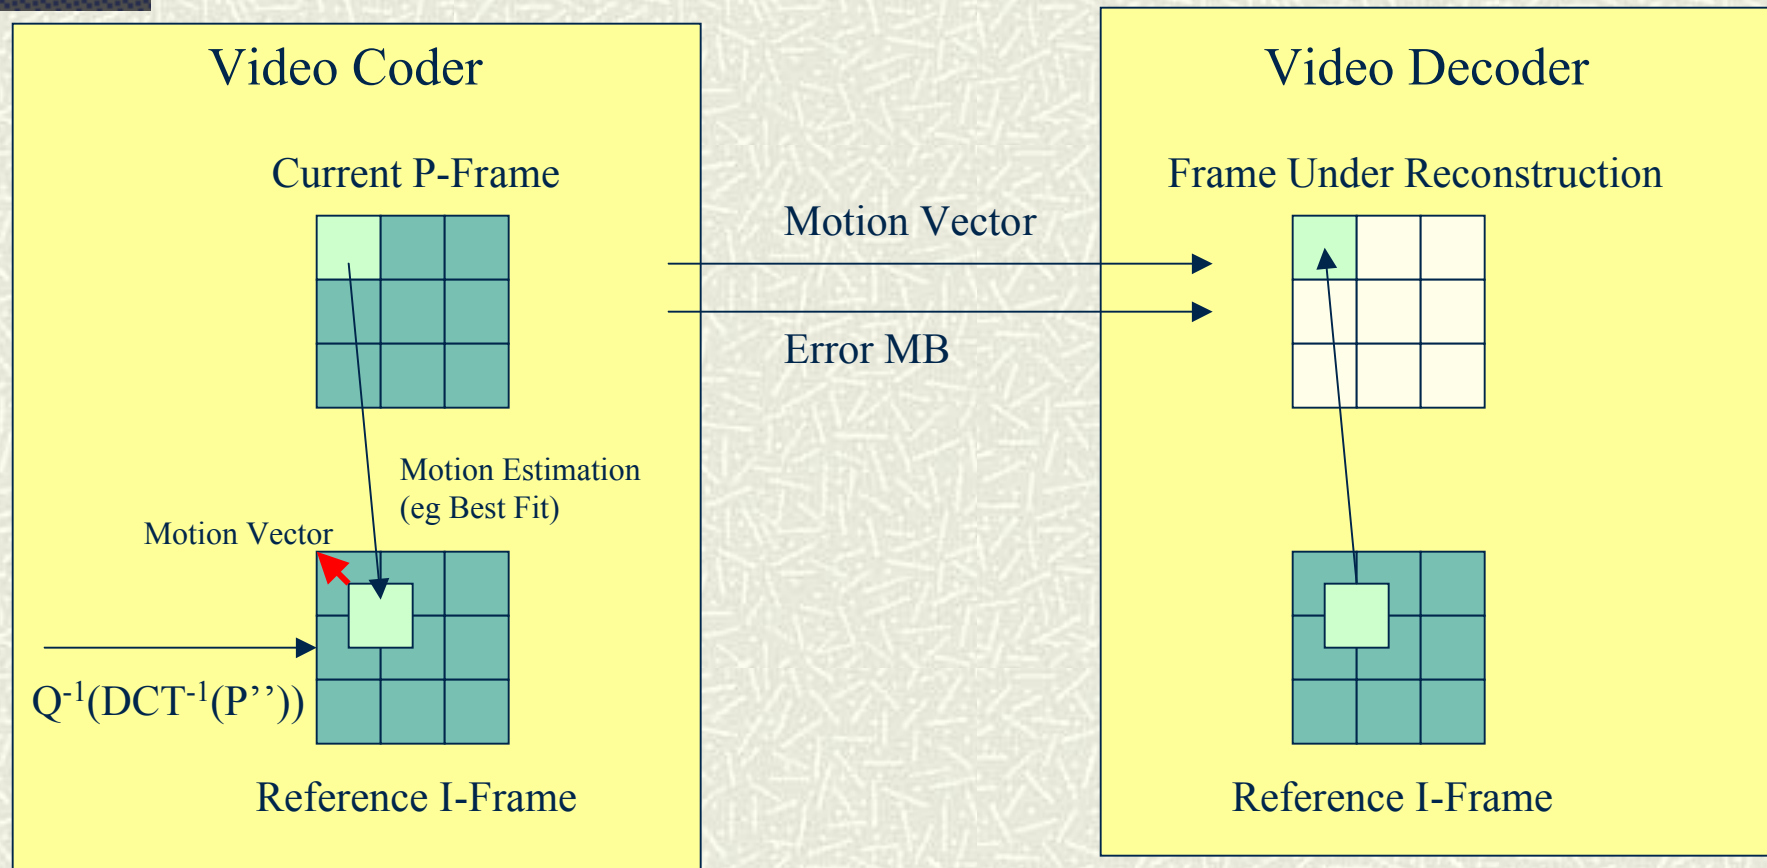 Video Coder
Current P-Frame
Motion Estimation
(eg Best Fit)
Motion Vector
Q-1(DCT-1(P’’))
Reference I-Frame
Motion Vector
Error MB
Video Decoder
Frame Under Reconstruction
Reference I-Frame